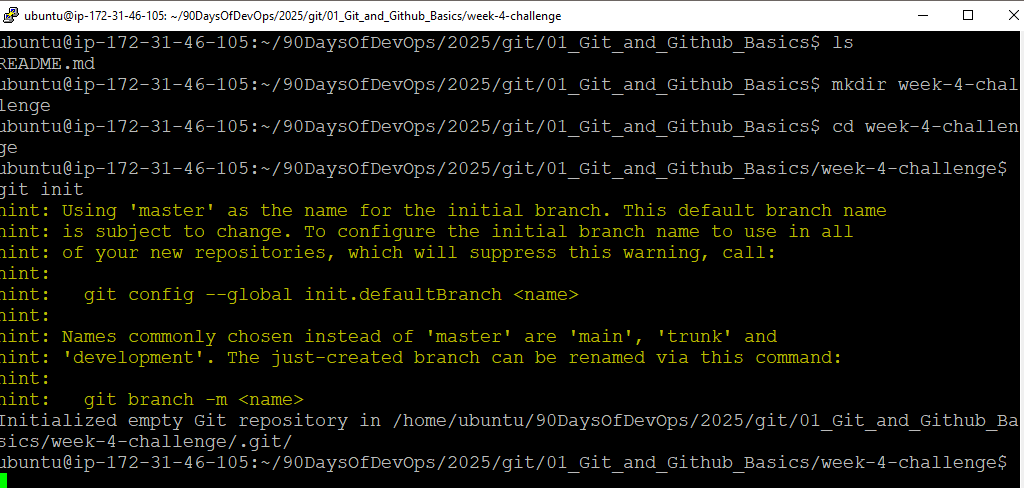 ubuntu@ip-172-31-46-105: ~/90DaysOfDevOps/2025/git/01_Git_and_Github_Basics/week-4-challenge
ubuntu@ip-172-31-46-105:~/90DaysOfDevOps/2025/git/01_Git_and_Github_Basics$ ls
README.md
ubuntu@ip-172-31-46-105:~/90DaysOfDevOps/2025/git/01_Git_and_Github_Basics$ mkdir week-4-chal
lenge
ubuntu@ip-172-31-46-105:~/90DaysOfDevOps/2025/git/01_Git_and_Github_Basics$ cd week-4-challen
ge
ubuntu@ip-172-31-46-105:~/90DaysOfDevOps/2025/git/01_Git_and_Github_Basics/week-4-challenge$
git init
hint: Using 'master' as the name for the initial branch. This default branch name
hint: is subject to change. To configure the initial branch name to use in all
hint: of your new repositories, which will suppress this warning, call:
hint:
hint:   git config --global init.defaultBranch <name>
hint:
hint: Names commonly chosen instead of 'master' are 'main', 'trunk' and
hint: 'development'. The just-created branch can be renamed via this command:
hint:
hint:   git branch -m <name>
Initialized empty Git repository in /home/ubuntu/90DaysOfDevOps/2025/git/01_Git_and_Github_Ba
sics/week-4-challenge/.git/
ubuntu@ip-172-31-46-105:~/90DaysOfDevOps/2025/git/01_Git_and_Github_Basics/week-4-challenge$